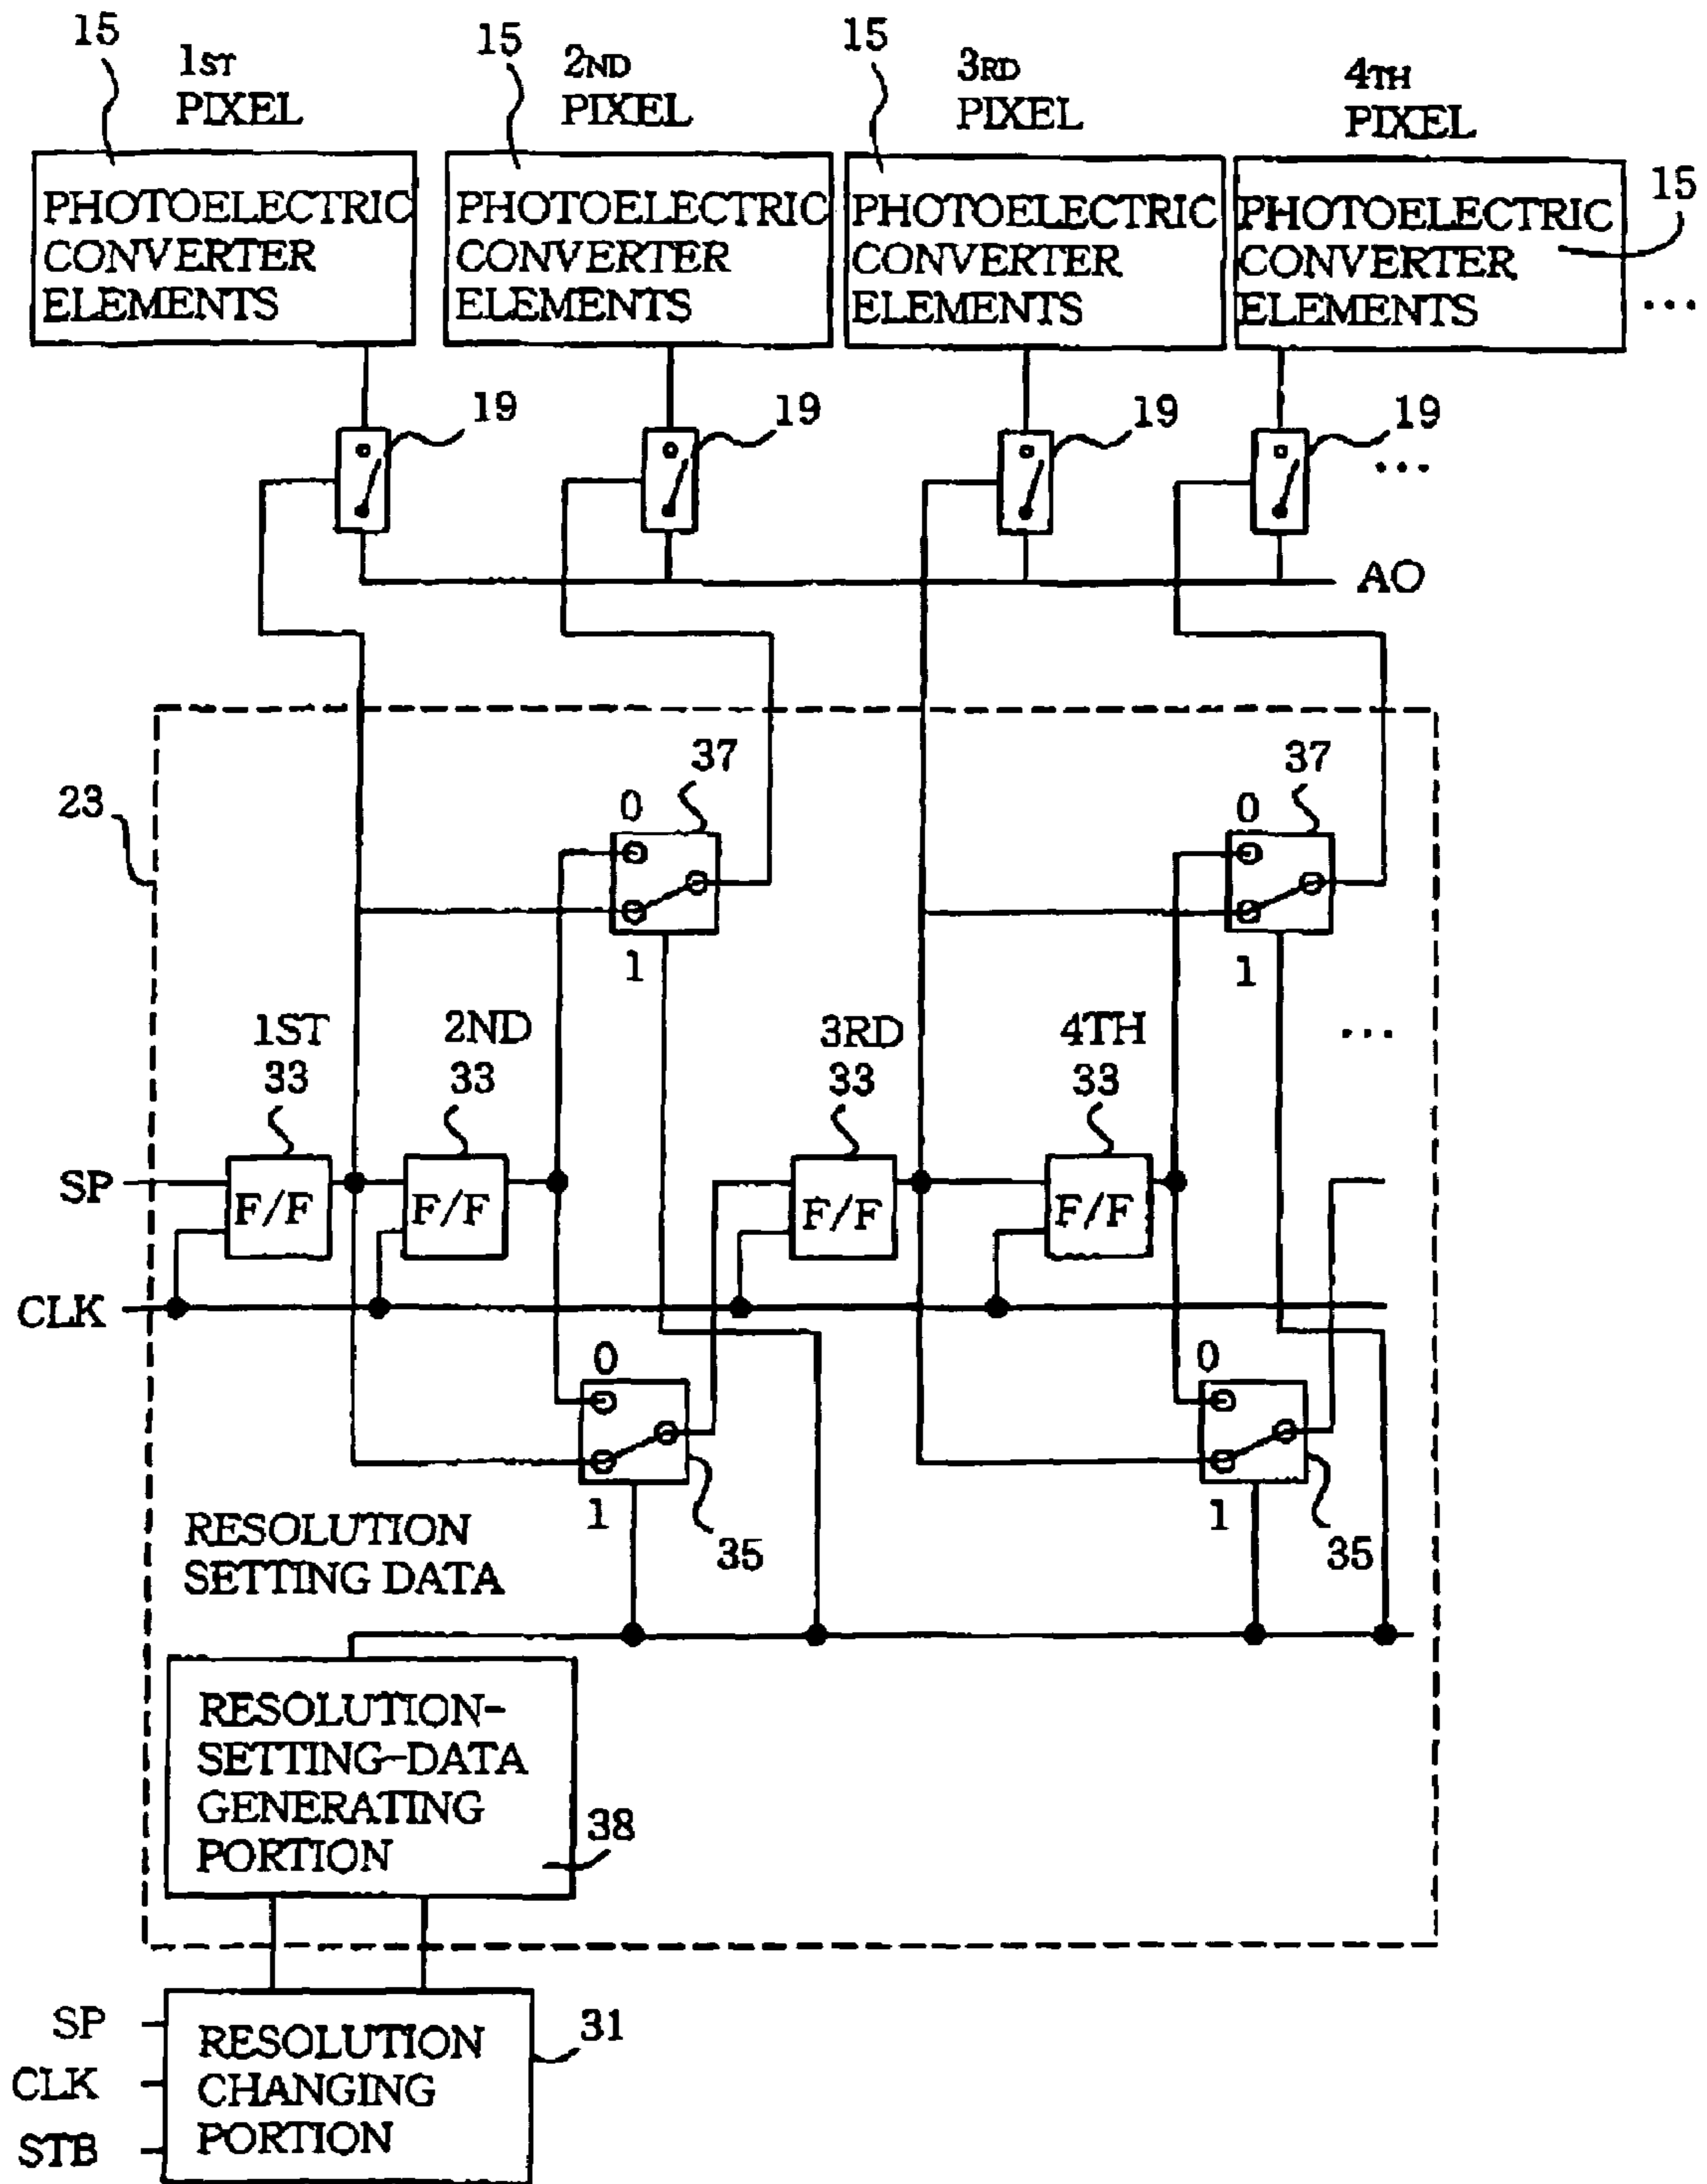 15
1ST
PIXEL
15
2ND
PIXEL
15
3RD
PIXEL
4TH
PIXEL
15
PHOTOELECTRIC
CONVERTER
ELEMENTS
PHOTOELECTRIC
CONVERTER
ELEMENTS
PHOTOELECTRIC
CONVERTER
ELEMENTS
PHOTOELECTRIC
CONVERTER
ELEMENTS
...
19
19
19
19
...
AO
23
37
0
1
37
0
1
1ST
33
2ND
33
3RD
33
4TH
33
...
SP
F/F
F/F
F/F
F/F
CLK
0
1
35
0
1
35
RESOLUTION
SETTING DATA
RESOLUTION-
SETTING-DATA
GENERATING
PORTION
38
SP
CLK
STB
RESOLUTION
CHANGING
PORTION
31